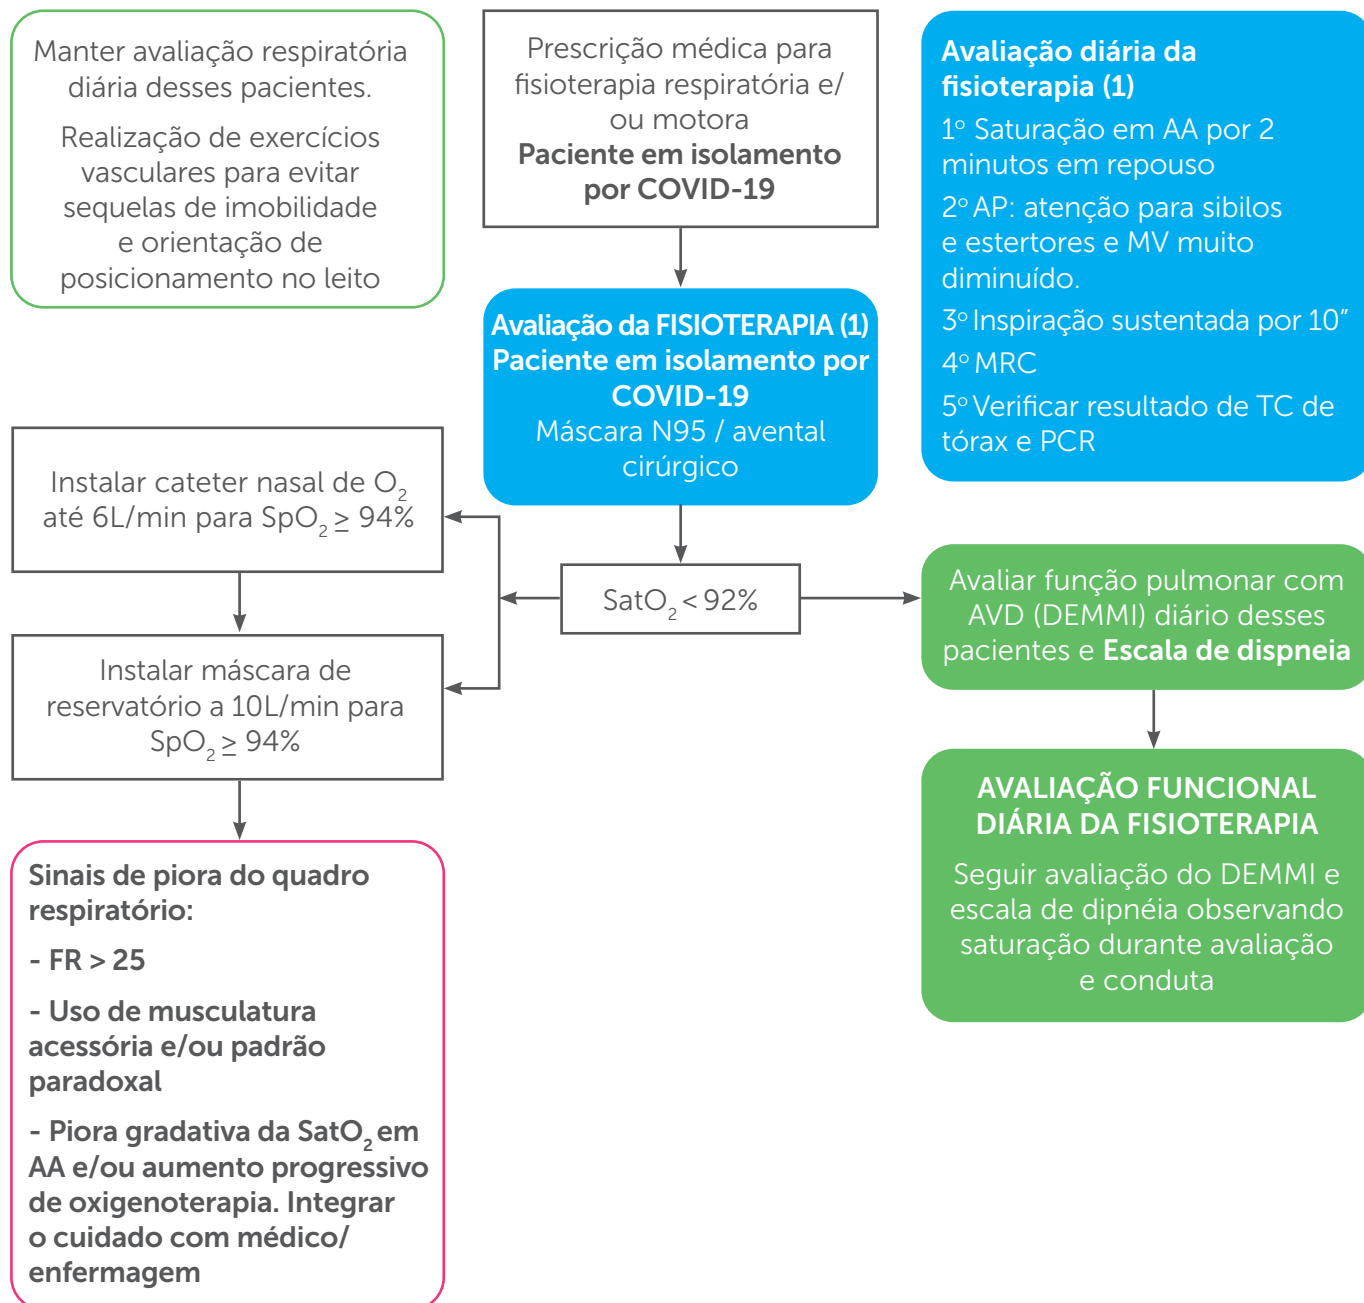 Manter avaliação respiratória
diária desses pacientes.
Realização de exercícios
vasculares para evitar
sequelas de imobilidade
e orientação de
posicionamento no leito
Prescrição médica para
fisioterapia respiratória e/
ou motora
Paciente em isolamento
por COVID-19
Avaliação diária da
fisioterapia (1)
1º Saturação em AA por 2
minutos em repouso
2º AP: atenção para sibilos
e estertores e MV muito
diminuído.
3º Inspiração sustentada por 10”
4º MRC
5º Verificar resultado de TC de
tórax e PCR
Avaliação da FISIOTERAPIA (1)
Paciente em isolamento por
COVID-19
Máscara N95 / avental
cirúrgico
Instalar cateter nasal de O₂
até 6L/min para SpO₂ ≥ 94%
SatO₂ < 92%
Avaliar função pulmonar com
AVD (DEMMI) diário desses
pacientes e Escala de dispneia
Instalar máscara de
reservatório a 10L/min para
SpO₂ ≥ 94%
AVALIAÇÃO FUNCIONAL
DIÁRIA DA FISIOTERAPIA
Seguir avaliação do DEMMI e
escala de dipnéia observando
saturação durante avaliação
e conduta
Sinais de piora do quadro
respiratório:
- FR > 25
- Uso de musculatura
acessória e/ou padrão
paradoxal
- Piora gradativa da SatO₂ em
AA e/ou aumento progressivo
de oxigenoterapia. Integrar
o cuidado com médico/
enfermagem